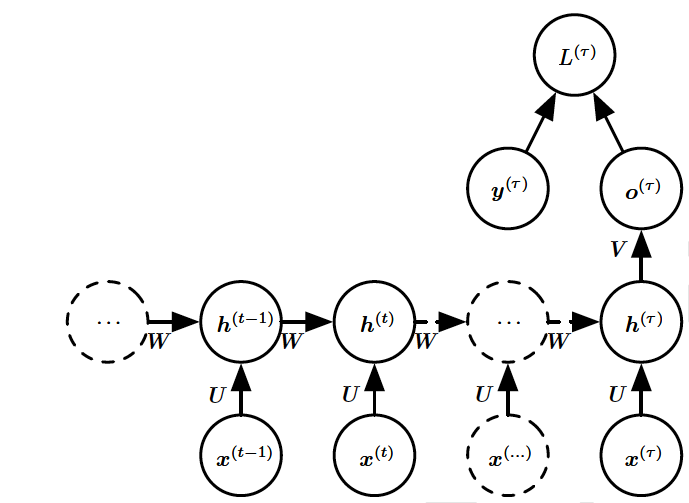 L^(τ)
y^(τ) o^(τ)
V
... h^(t−1) h^(t) ... h^(τ)
W W W W
U U U U
x^(t−1) x^(t) x^(...) x^(τ)